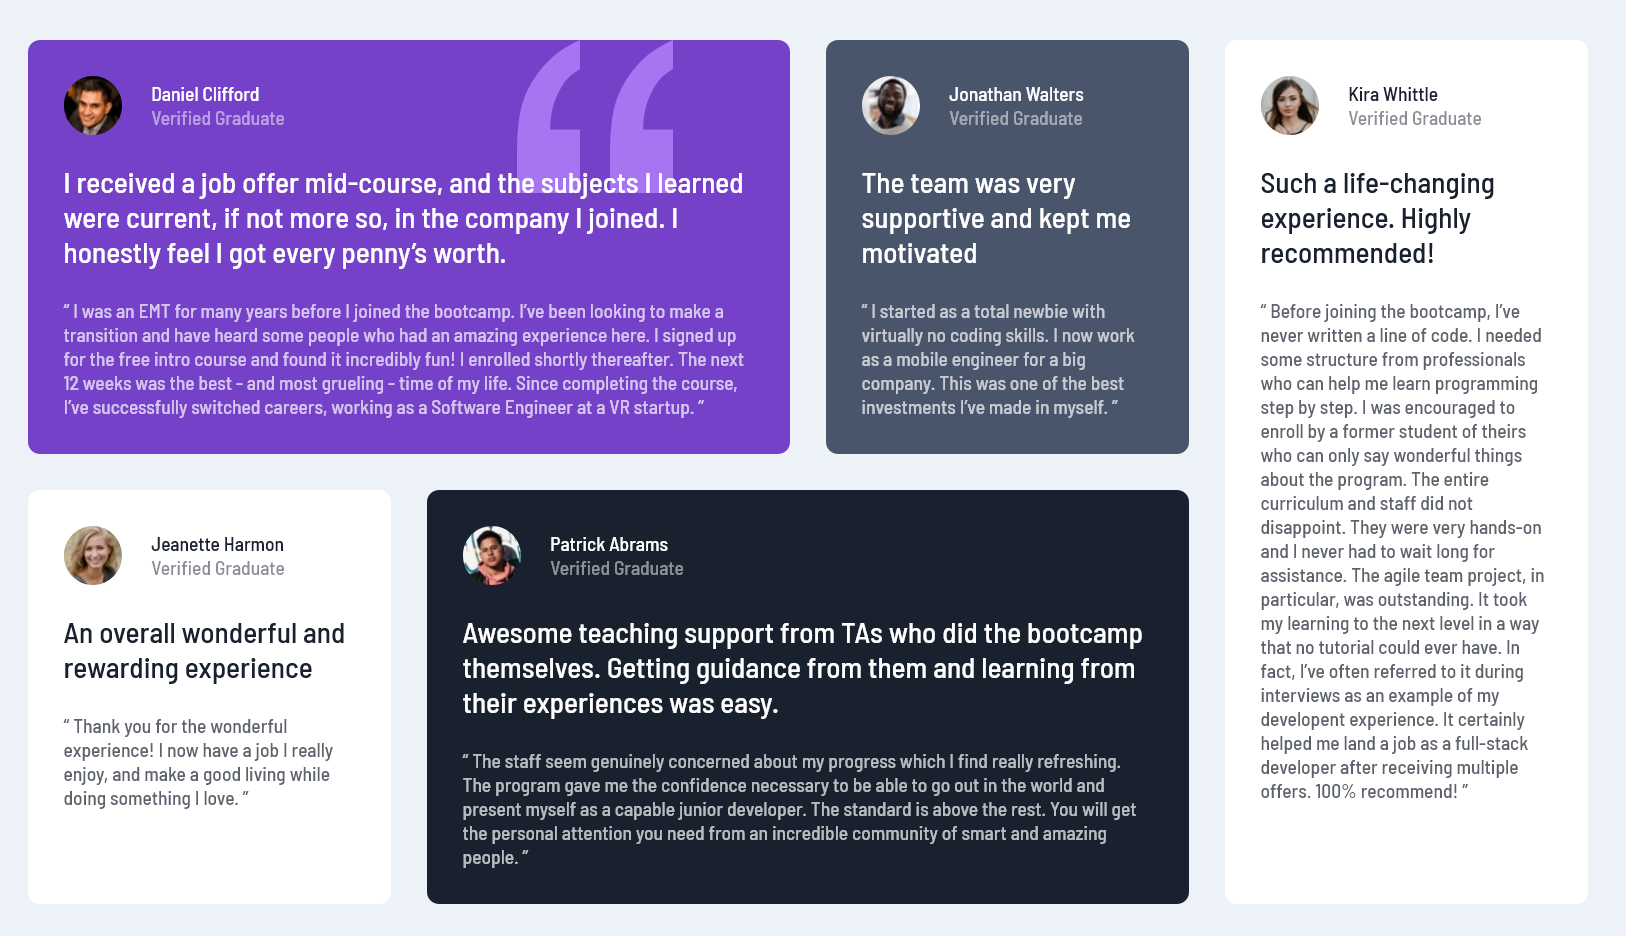 Daniel Clifford
Verified Graduate
I received a job offer mid-course, and the subjects I learned
were current, if not more so, in the company I joined. I
honestly feel I got every penny’s worth.
“ I was an EMT for many years before I joined the bootcamp. I’ve been looking to make a
transition and have heard some people who had an amazing experience here. I signed up
for the free intro course and found it incredibly fun! I enrolled shortly thereafter. The next
12 weeks was the best - and most grueling - time of my life. Since completing the course,
I’ve successfully switched careers, working as a Software Engineer at a VR startup. ”
Jonathan Walters
Verified Graduate
The team was very
supportive and kept me
motivated
“ I started as a total newbie with
virtually no coding skills. I now work
as a mobile engineer for a big
company. This was one of the best
investments I’ve made in myself. ”
Kira Whittle
Verified Graduate
Such a life-changing
experience. Highly
recommended!
“ Before joining the bootcamp, I’ve
never written a line of code. I needed
some structure from professionals
who can help me learn programming
step by step. I was encouraged to
enroll by a former student of theirs
who can only say wonderful things
about the program. The entire
curriculum and staff did not
disappoint. They were very hands-on
and I never had to wait long for
assistance. The agile team project, in
particular, was outstanding. It took
my learning to the next level in a way
that no tutorial could ever have. In
fact, I’ve often referred to it during
interviews as an example of my
developent experience. It certainly
helped me land a job as a full-stack
developer after receiving multiple
offers. 100% recommend! ”
Jeanette Harmon
Verified Graduate
An overall wonderful and
rewarding experience
“ Thank you for the wonderful
experience! I now have a job I really
enjoy, and make a good living while
doing something I love. ”
Patrick Abrams
Verified Graduate
Awesome teaching support from TAs who did the bootcamp
themselves. Getting guidance from them and learning from
their experiences was easy.
“ The staff seem genuinely concerned about my progress which I find really refreshing.
The program gave me the confidence necessary to be able to go out in the world and
present myself as a capable junior developer. The standard is above the rest. You will get
the personal attention you need from an incredible community of smart and amazing
people. ”